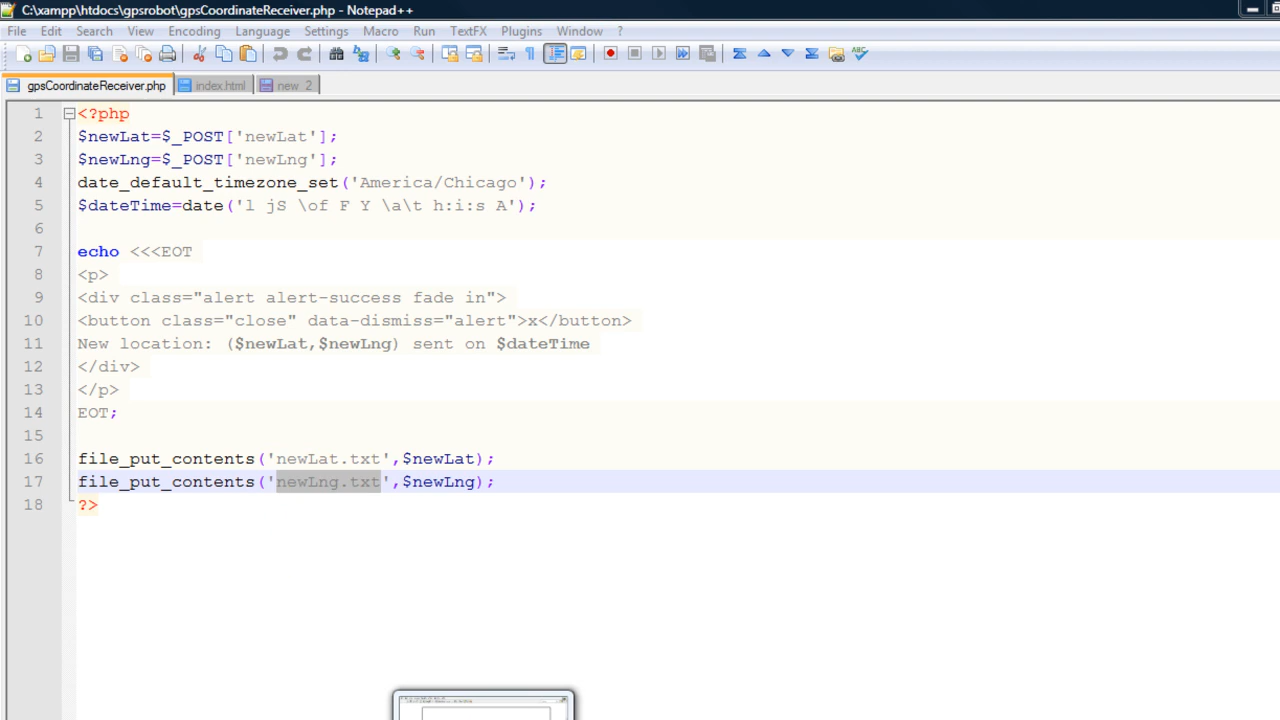 C:\xampp\htdocs\gpsrobot\gpsCoordinateReceiver.php - Notepad++
File Edit Search View Encoding Language Settings Macro Run TextFX Plugins Window ?
gpsCoordinateReceiver.php index.html new 2
1 <?php
2 $newLat=$_POST['newLat'];
3 $newLng=$_POST['newLng'];
4 date_default_timezone_set('America/Chicago');
5 $dateTime=date('l jS \of F Y \a\t h:i:s A');
6
7 echo <<<EOT
8 <p>
9 <div class="alert alert-success fade in">
10 <button class="close" data-dismiss="alert">x</button>
11 New location: ($newLat,$newLng) sent on $dateTime
12 </div>
13 </p>
14 EOT;
15
16 file_put_contents('newLat.txt',$newLat);
17 file_put_contents('newLng.txt',$newLng);
18 ?>